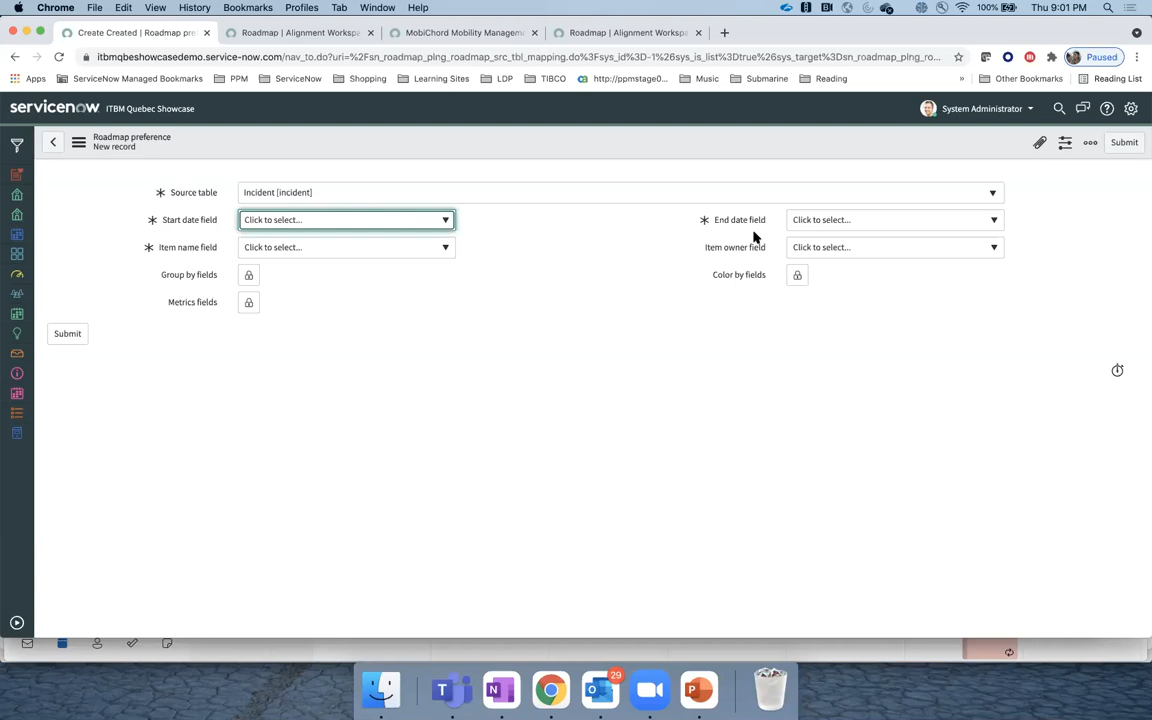 Chrome File Edit View History Bookmarks Profiles Tab Window Help 100% Thu 9:01 PM
Create Created | Roadmap pre Roadmap | Alignment Workspa MobiChord Mobility Manageme Roadmap | Alignment Workspa
itbmqbeshowcasedemo.service-now.com/nav_to.do?uri=%2Fsn_roadmap_plng_roadmap_src_tbl_mapping.do%3Fsys_id%3D-1%26sys_is_list%3Dtrue%26sys_target%3Dsn_roadmap_plng_ro... Paused
Apps ServiceNow Managed Bookmarks PPM ServiceNow Shopping Learning Sites LDP TIBCO http://ppmstage0... Music Submarine Reading » Other Bookmarks Reading List
servicenow ITBM Quebec Showcase System Administrator
Roadmap preference
New record
Submit
Source table Incident [incident]
Start date field Click to select... End date field Click to select...
Item name field Click to select... Item owner field Click to select...
Group by fields Color by fields
Metrics fields
Submit
29